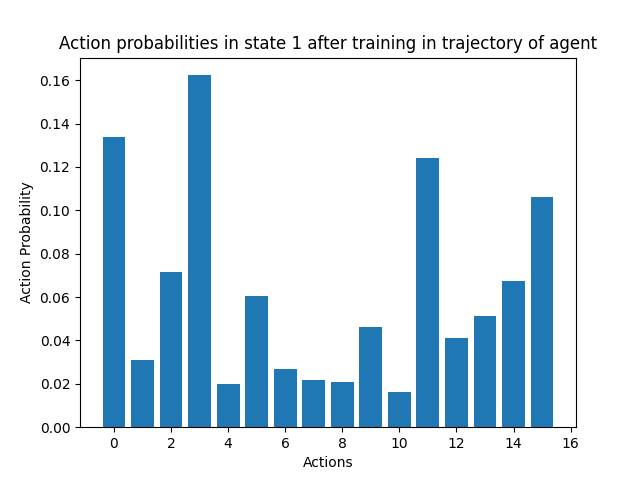 Action probabilities in state 1 after training in trajectory of agent
0.16
0.14
0.12
0.10
0.08
0.06
0.04
0.02
0.00
Action Probability
0 2 4 6 8 10 12 14 16
Actions